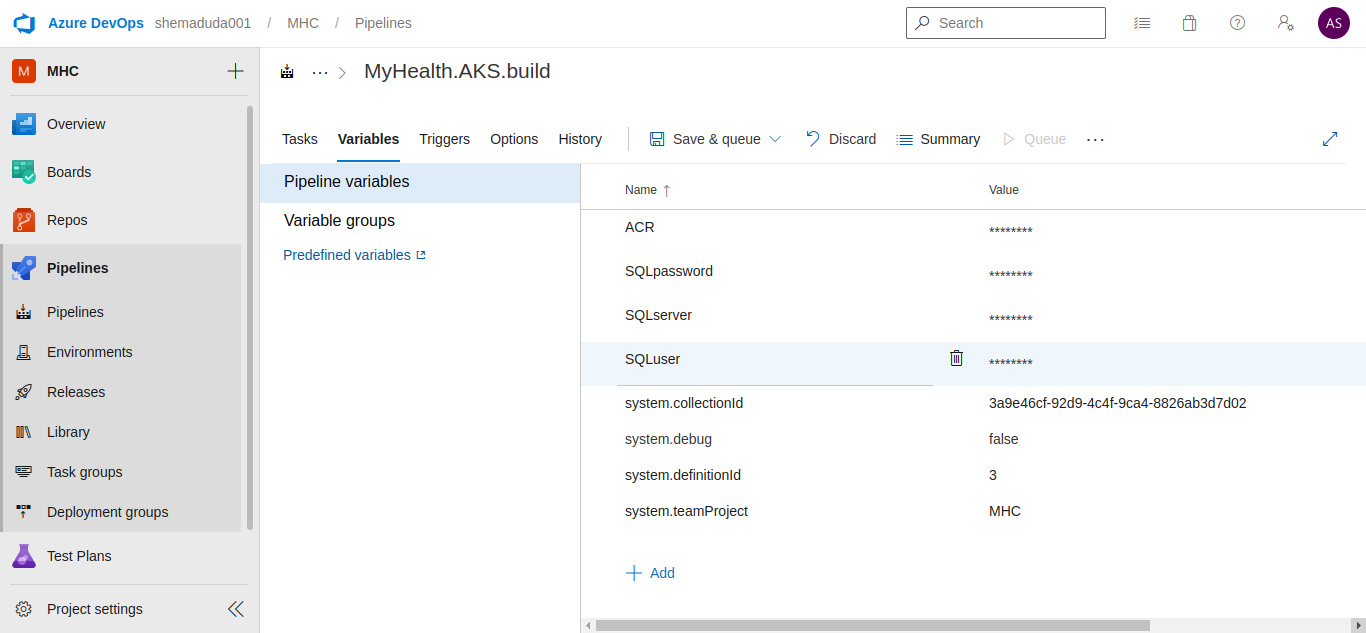 Azure DevOps shemaduda001 / MHC / Pipelines
Search
AS
M MHC
Overview
Boards
Repos
Pipelines
Pipelines
Environments
Releases
Library
Task groups
Deployment groups
Test Plans
Project settings
··· MyHealth.AKS.build
Tasks Variables Triggers Options History Save & queue Discard Summary Queue ···
Pipeline variables
Variable groups
Predefined variables
Name ↑ Value
ACR ********
SQLpassword ********
SQLserver ********
SQLuser ********
system.collectionId 3a9e46cf-92d9-4c4f-9ca4-8826ab3d7d02
system.debug false
system.definitionId 3
system.teamProject MHC
+ Add